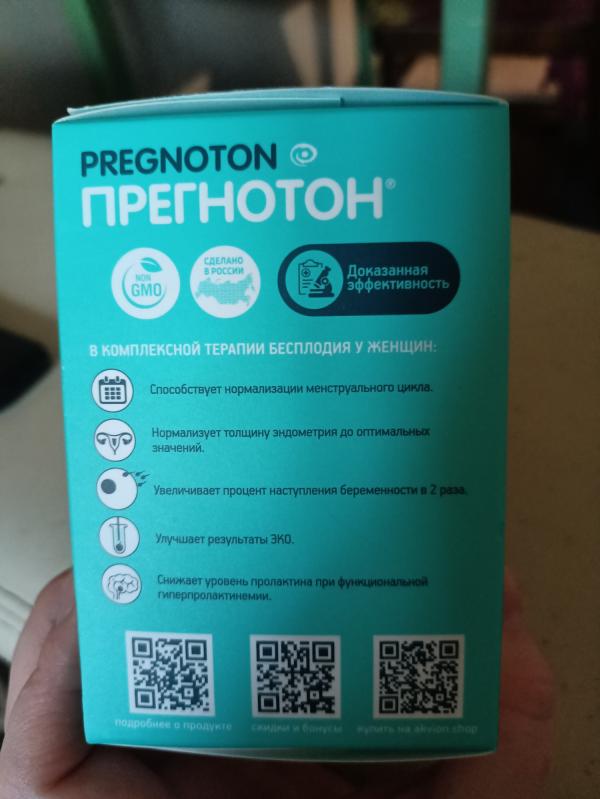 PREGNOTON
ПРЕГНОТОН®
NON
GMO
СДЕЛАНО
В РОССИИ
Доказанная
эффективность
В КОМПЛЕКСНОЙ ТЕРАПИИ БЕСПЛОДИЯ У ЖЕНЩИН:
Способствует нормализации менструального цикла.
Нормализует толщину эндометрия до оптимальных
значений.
Увеличивает процент наступления беременности в 2 раза.
Улучшает результаты ЭКО.
Снижает уровень пролактина при функциональной
гиперпролактинемии.
подробнее о продукте
скидки и бонусы
купить на akvion.shop